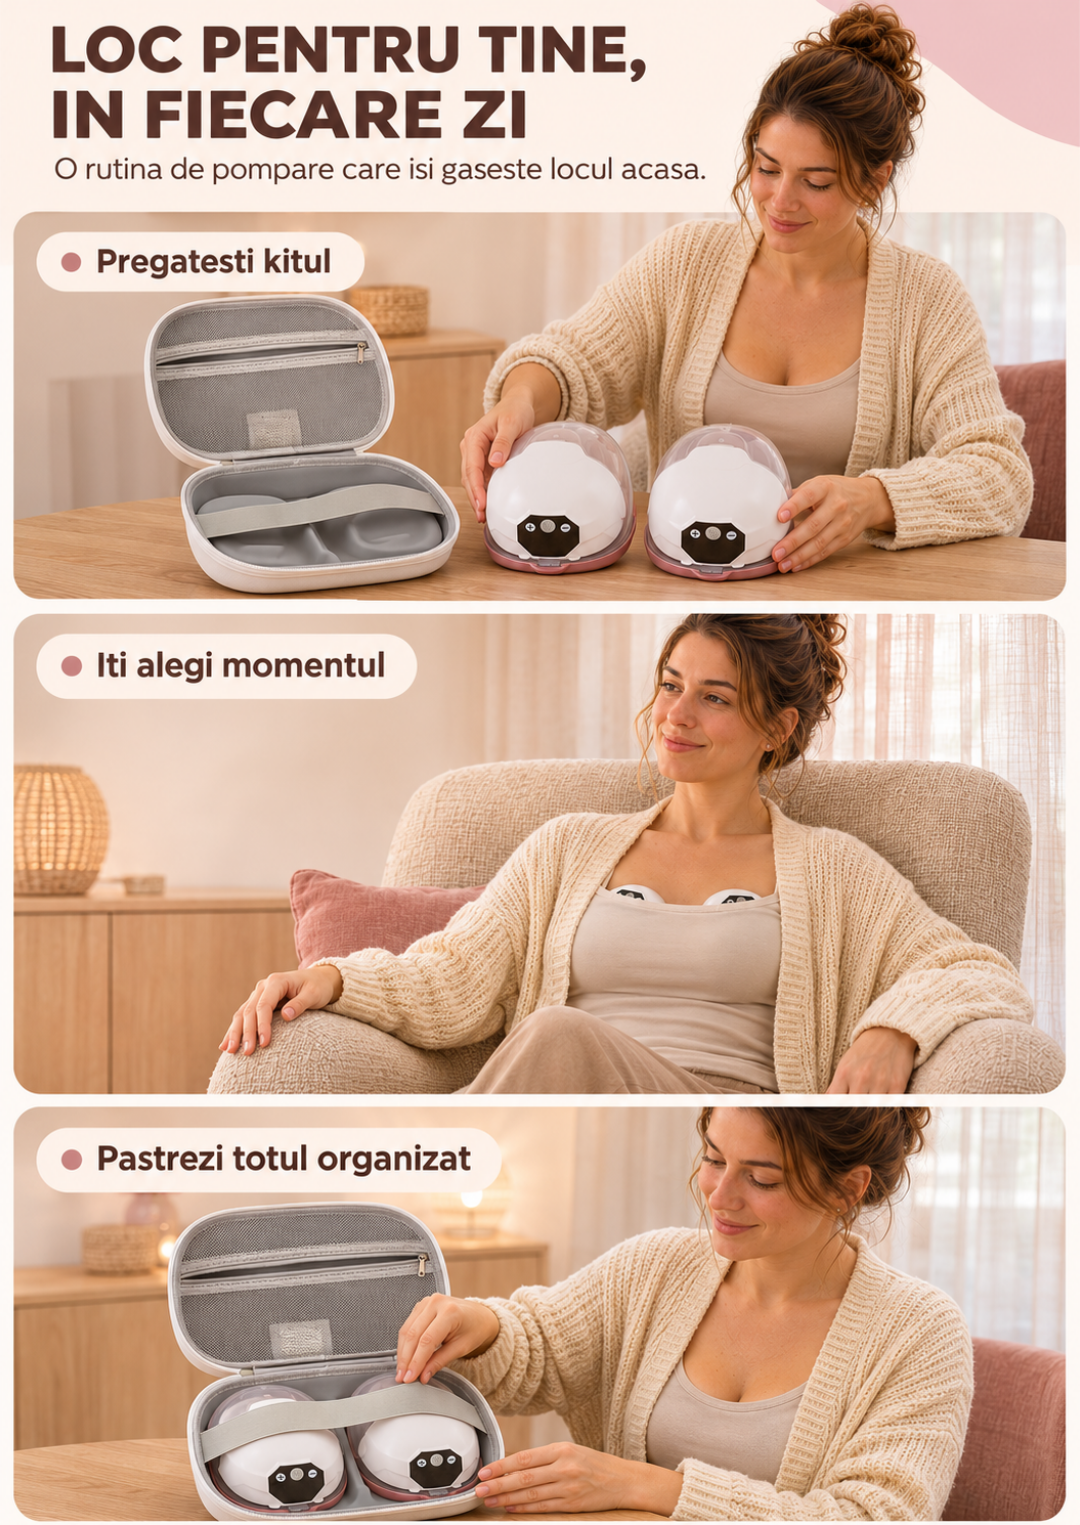 LOC PENTRU TINE,
IN FIECARE ZI
O rutina de pompare care isi gaseste locul acasa.
Pregatesti kitul
Iti alegi momentul
Pastrezi totul organizat